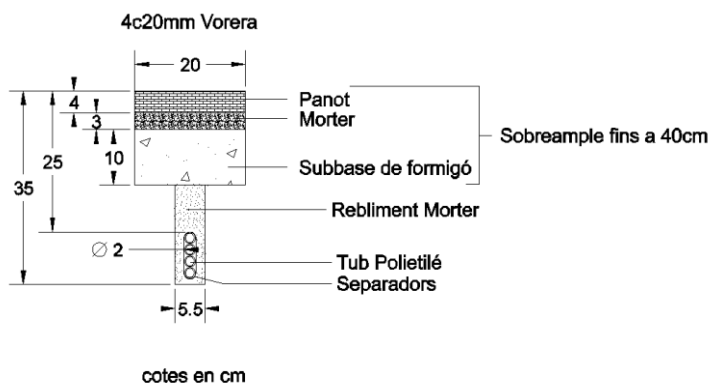 4c20mm Vorera
20
Panot
4
Morter
3
Sobreample fins a 40cm
25
10
Subbase de formigó
35
Rebliment Morter
∅ 2
Tub Polietilé
Separadors
5.5
cotes en cm